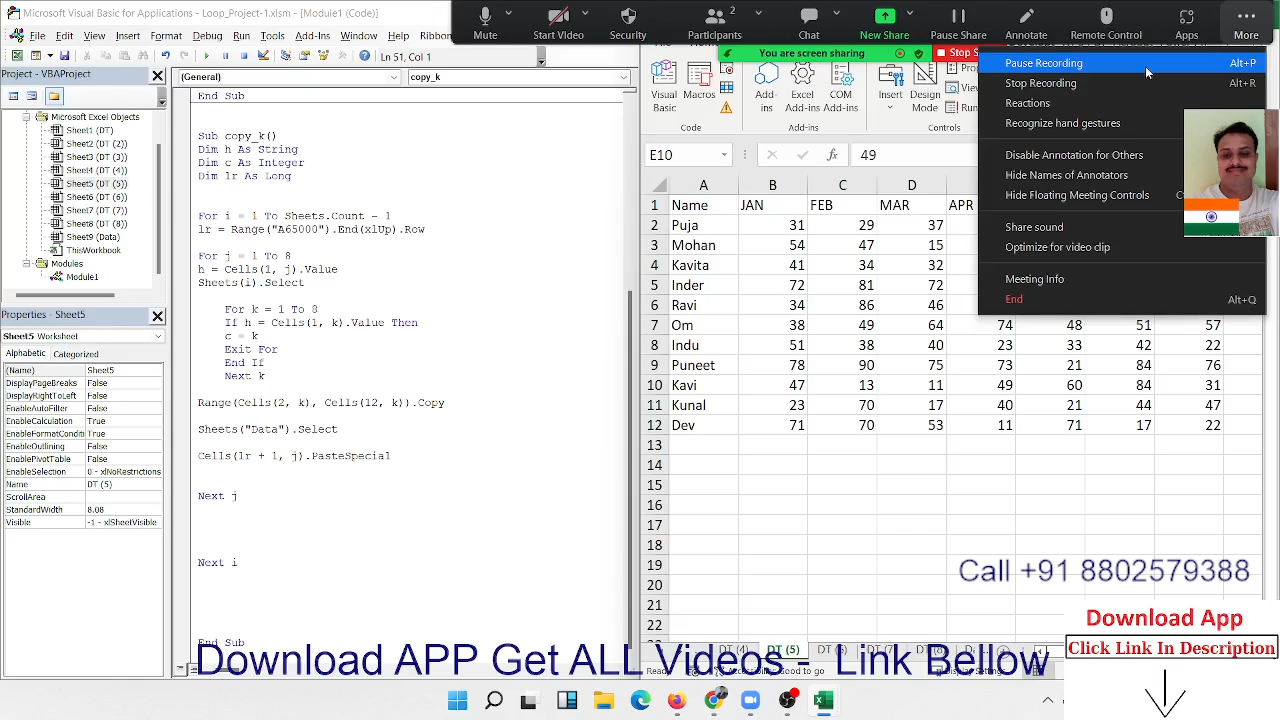 Microsoft Visual Basic for Applications - Loop_Project-1.xlsm - [Module1 (Code)]
File Edit View Insert Format Debug Run Tools Add-Ins Window Help
Ln 51, Col 1
Mute
Start Video
Security
Participants
2
Chat
New Share
Pause Share
Annotate
Remote Control
Apps
More
You are screen sharing
Stop S
Pause Recording Alt+P
Stop Recording Alt+R
Reactions
Recognize hand gestures
Disable Annotation for Others
Hide Names of Annotators
Hide Floating Meeting Controls
Share sound
Optimize for video clip
Meeting Info
End Alt+Q
Project - VBAProject
Microsoft Excel Objects
Sheet1 (DT)
Sheet2 (DT (2))
Sheet3 (DT (3))
Sheet4 (DT (4))
Sheet5 (DT (5))
Sheet6 (DT (6))
Sheet7 (DT (7))
Sheet8 (DT (8))
Sheet9 (Data)
ThisWorkbook
Modules
Module1
Properties - Sheet5
Sheet5 Worksheet
Alphabetic Categorized
(Name) Sheet5
DisplayPageBreaks False
DisplayRightToLeft False
EnableAutoFilter False
EnableCalculation True
EnableFormatConditi True
EnableOutlining False
EnablePivotTable False
EnableSelection 0 - xlNoRestrictions
Name DT (5)
ScrollArea
StandardWidth 8.08
Visible -1 - xlSheetVisible
(General) copy_k
End Sub
Sub copy_k()
Dim h As String
Dim c As Integer
Dim lr As Long
For i = 1 To Sheets.Count - 1
lr = Range("A65000").End(xlUp).Row
For j = 1 To 8
h = Cells(1, j).Value
Sheets(i).Select
For k = 1 To 8
If h = Cells(1, k).Value Then
c = k
Exit For
End If
Next k
Range(Cells(2, k), Cells(12, k)).Copy
Sheets("Data").Select
Cells(lr + 1, j).PasteSpecial
Next j
Next i
End Sub
Visual Basic
Macros
Code
Add-ins
Excel Add-ins
COM Add-ins
Add-ins
Insert
Design Mode
Controls
E10 fx 49
A B C D
1 Name JAN FEB MAR APR
2 Puja 31 29 37
3 Mohan 54 47 15
4 Kavita 41 34 32
5 Inder 72 81 72
6 Ravi 34 86 46
7 Om 38 49 64 74 48 51 57
8 Indu 51 38 40 23 33 42 22
9 Puneet 78 90 75 73 21 84 76
10 Kavi 47 13 11 49 60 84 31
11 Kunal 23 70 17 40 21 44 47
12 Dev 71 70 53 11 71 17 22
13
14
15
16
17
18
19
20
21
22
DT (4) DT (5)
Ready
Call +91 8802579388
Download App
Click Link In Description
Download APP Get ALL Videos - Link Bellow